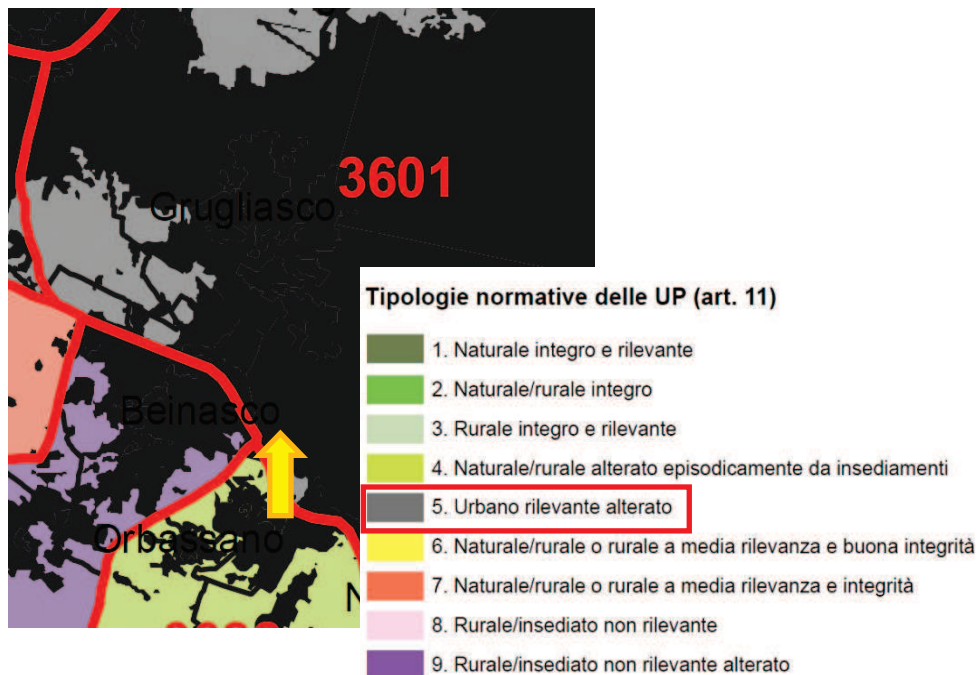 3601
Grugliasco
Beinasco
Orbassano
N
Tipologie normative delle UP (art. 11)
1. Naturale integro e rilevante
2. Naturale/rurale integro
3. Rurale integro e rilevante
4. Naturale/rurale alterato episodicamente da insediamenti
5. Urbano rilevante alterato
6. Naturale/rurale o rurale a media rilevanza e buona integrità
7. Naturale/rurale o rurale a media rilevanza e integrità
8. Rurale/insediato non rilevante
9. Rurale/insediato non rilevante alterato